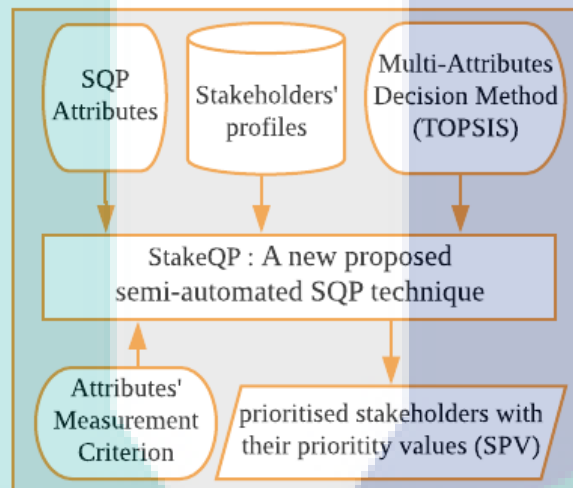 SQP
Attributes
Stakeholders'
profiles
Multi-Attributes
Decision Method
(TOPSIS)
StakeQP : A new proposed
semi-automated SQP technique
Attributes'
Measurement
Criterion
prioritised stakeholders with
their prioritity values (SPV)